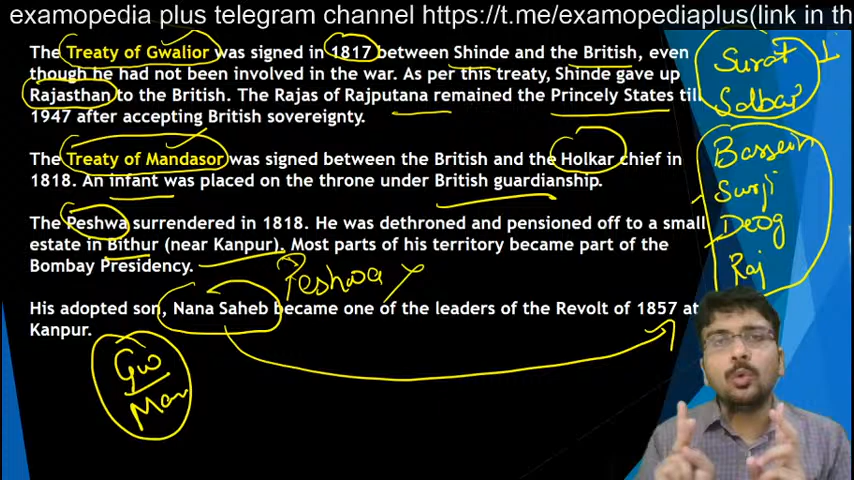 examopedia plus telegram channel https://t.me/examopediaplus(link in th
The Treaty of Gwalior was signed in 1817 between Shinde and the British, even
though he had not been involved in the war. As per this treaty, Shinde gave up
Rajasthan to the British. The Rajas of Rajputana remained the Princely States till
1947 after accepting British sovereignty.
The Treaty of Mandasor was signed between the British and the Holkar chief in
1818. An infant was placed on the throne under British guardianship.
The Peshwa surrendered in 1818. He was dethroned and pensioned off to a small
estate in Bithur (near Kanpur). Most parts of his territory became part of the
Bombay Presidency.
Peshwa
His adopted son, Nana Saheb became one of the leaders of the Revolt of 1857 at
Kanpur.
Gw
Man
Surat
Salbai
Bassein
Surji
Deog
Raj